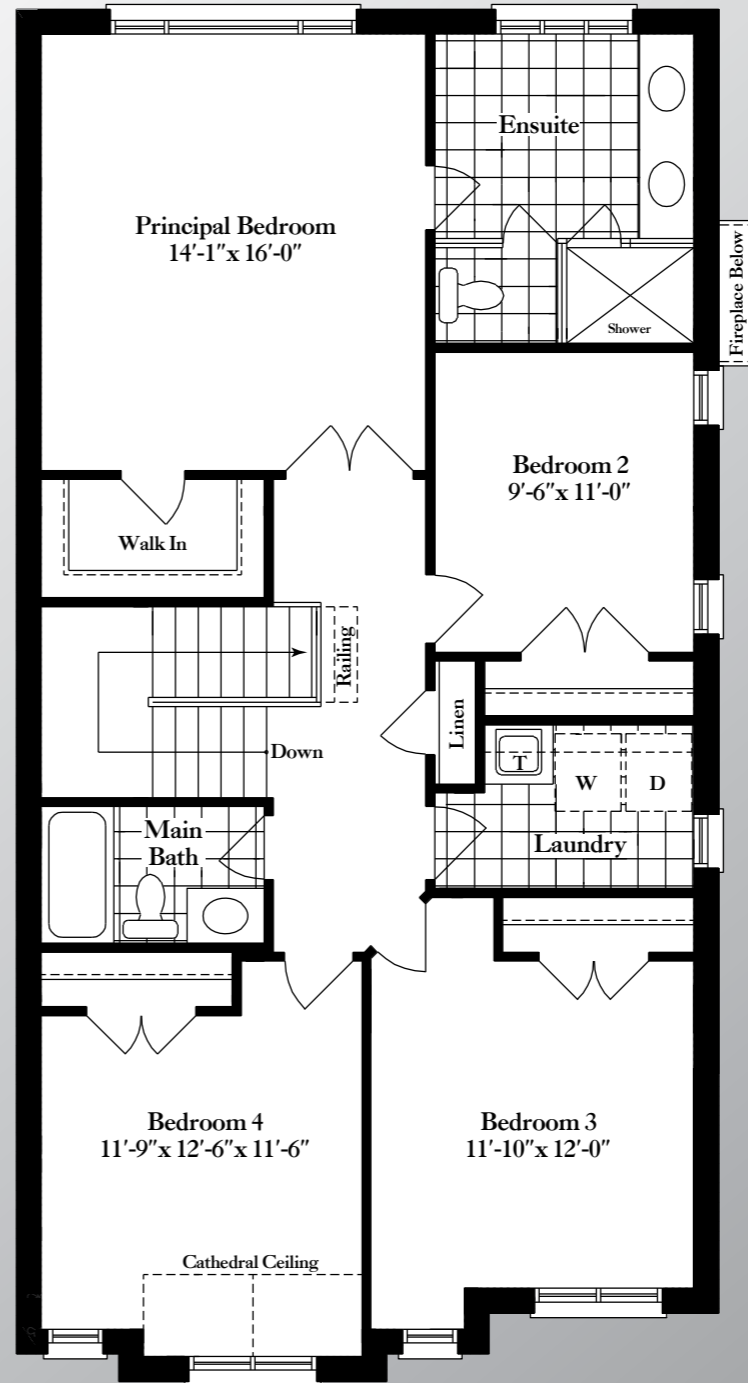 Ensuite
Principal Bedroom
14'-1"x 16'-0"
Fireplace Below
Shower
Bedroom 2
9'-6"x 11'-0"
Walk In
Railing
Linen
Down
T
W
D
Main
Bath
Laundry
Bedroom 4
11'-9"x 12'-6"x 11'-6"
Bedroom 3
11'-10"x 12'-0"
Cathedral Ceiling